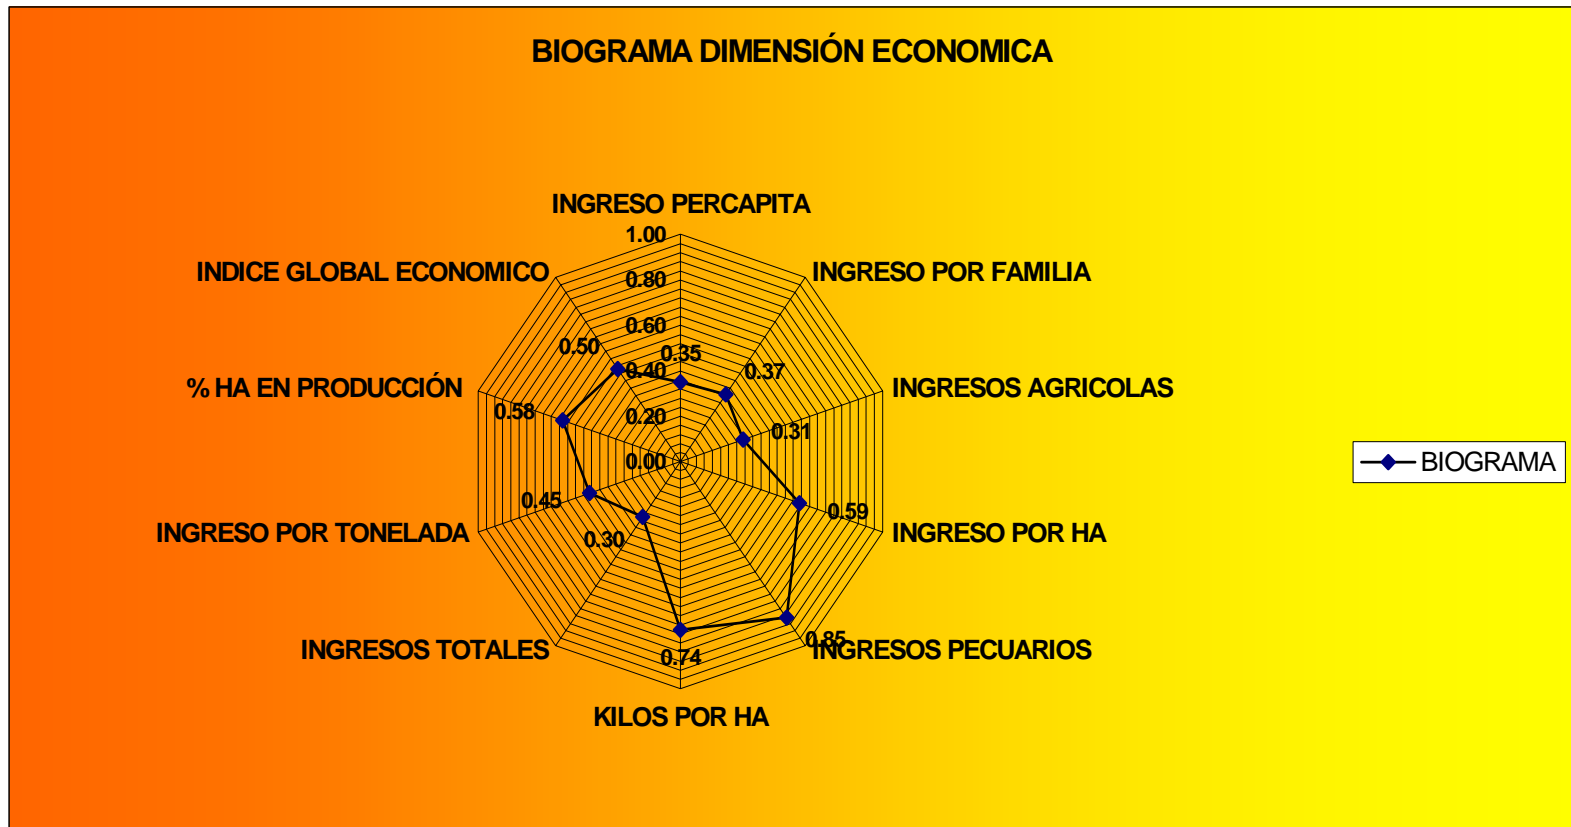 BIOGRAMA DIMENSIÓN ECONOMICA
INGRESO PERCAPITA
1.00
INDICE GLOBAL ECONOMICO
INGRESO POR FAMILIA
0.80
0.60
0.50
0.35
0.40
0.37
% HA EN PRODUCCIÓN
INGRESOS AGRICOLAS
0.58
0.20
0.31
0.00
BIOGRAMA
0.45
0.59
INGRESO POR TONELADA
INGRESO POR HA
0.30
INGRESOS TOTALES
0.74
0.85
INGRESOS PECUARIOS
KILOS POR HA